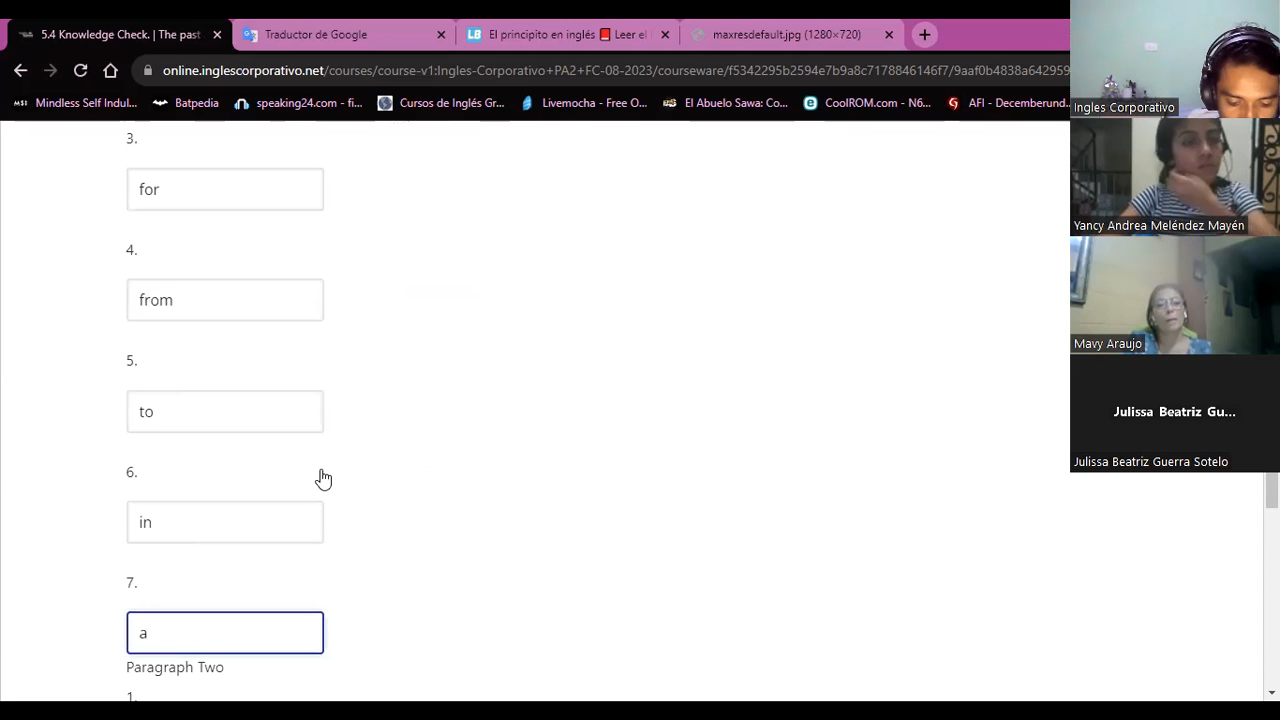 5.4 Knowledge Check. | The past
Traductor de Google
El principito en inglés 📕 Leer el
maxresdefault.jpg (1280×720)
online.inglescorporativo.net/courses/course-v1:Ingles-Corporativo+PA2+FC-08-2023/courseware/f5342295b2594e7b9a8c7178846146f7/9aaf0b4838a642959
Mindless Self Indul...
Batpedia
speaking24.com - fi...
Cursos de Inglés Gr...
Livemocha - Free O...
El Abuelo Sawa: Co...
CoolROM.com - N6...
AFI - Decemberund...
3.
for
4.
from
5.
to
6.
in
7.
a
Paragraph Two
1.
Ingles Corporativo
Yancy Andrea Meléndez Mayén
Mavy Araujo
Julissa Beatriz Gu...
Julissa Beatriz Guerra Sotelo